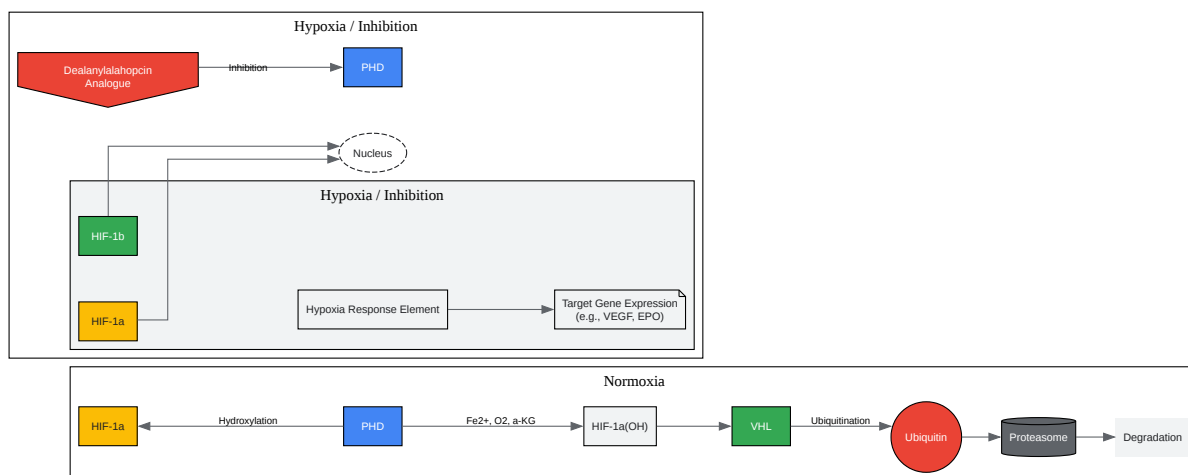 Hypoxia / Inhibition
Dealanylalahopcin
Analogue
Inhibition
PHD
Nucleus
Hypoxia / Inhibition
HIF-1b
HIF-1a
Hypoxia Response Element
Target Gene Expression
(e.g., VEGF, EPO)
Normoxia
HIF-1a
Hydroxylation
PHD
Fe2+, O2, a-KG
HIF-1a(OH)
VHL
Ubiquitination
Ubiquitin
Proteasome
Degradation